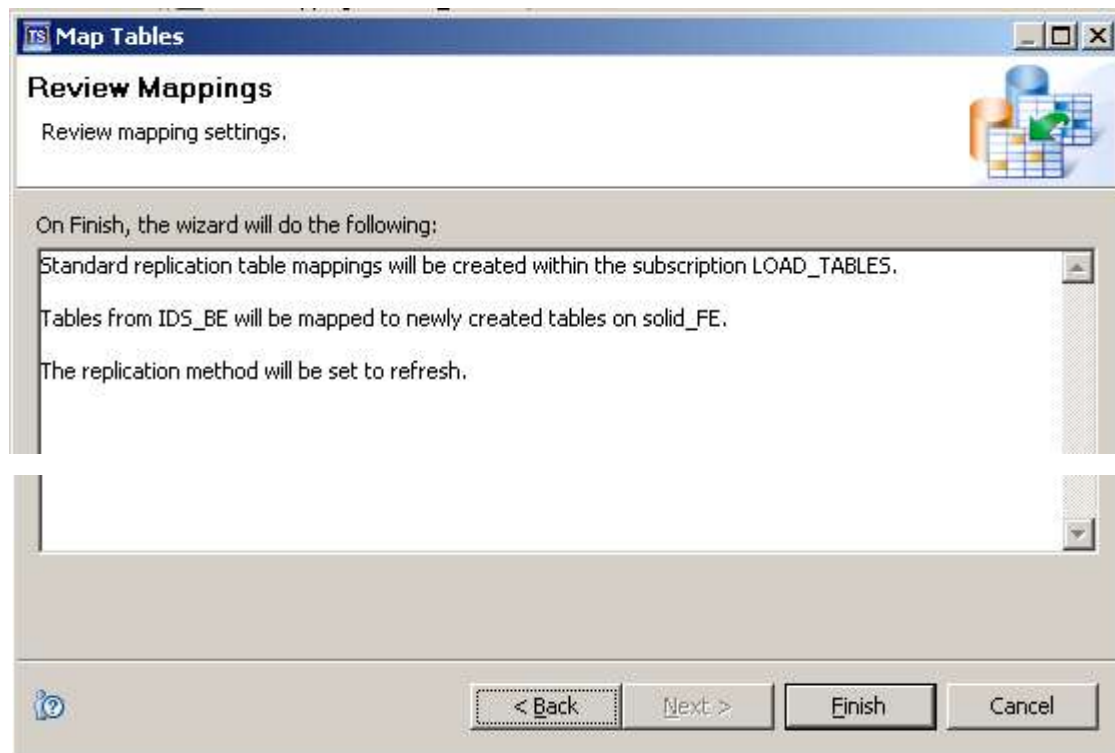 TS Map Tables
Review Mappings
Review mapping settings.
On Finish, the wizard will do the following:
Standard replication table mappings will be created within the subscription LOAD_TABLES.
Tables from IDS_BE will be mapped to newly created tables on solid_FE.
The replication method will be set to refresh.
< Back Next > Finish Cancel